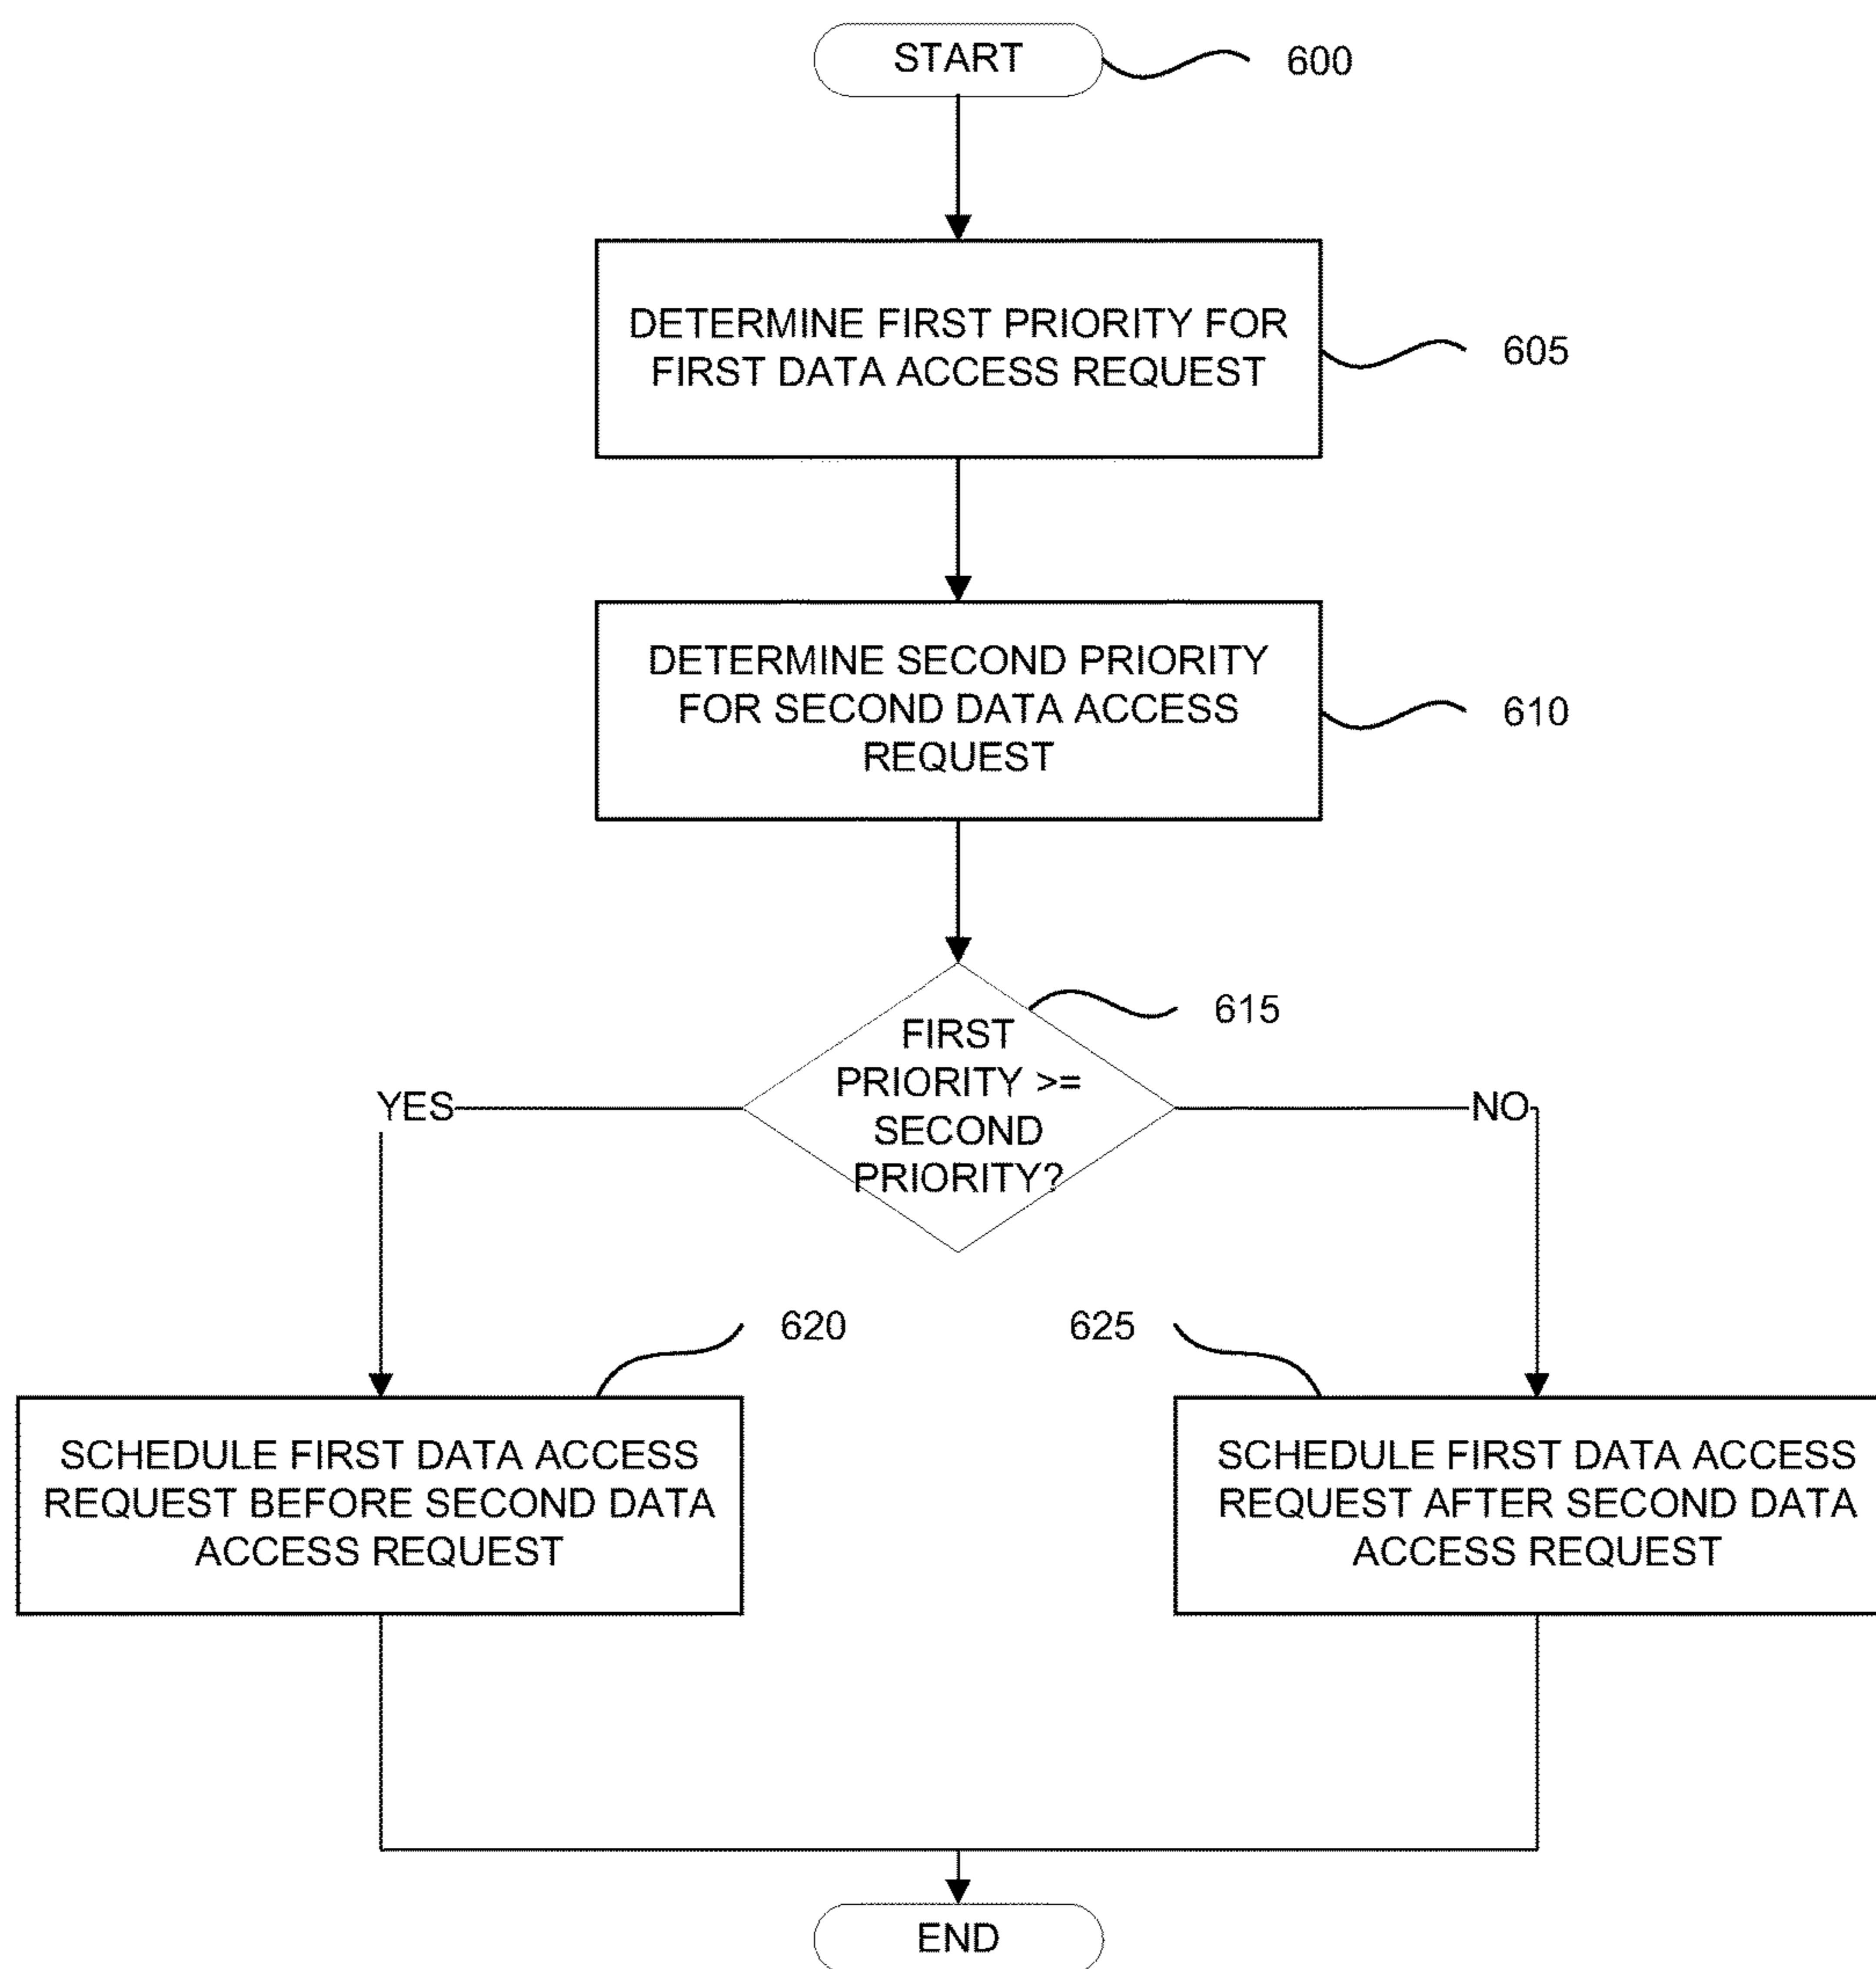 START
600
DETERMINE FIRST PRIORITY FOR
FIRST DATA ACCESS REQUEST
605
DETERMINE SECOND PRIORITY
FOR SECOND DATA ACCESS
REQUEST
610
615
FIRST
PRIORITY >=
SECOND
PRIORITY?
YES
NO
620
625
SCHEDULE FIRST DATA ACCESS
REQUEST BEFORE SECOND DATA
ACCESS REQUEST
SCHEDULE FIRST DATA ACCESS
REQUEST AFTER SECOND DATA
ACCESS REQUEST
END